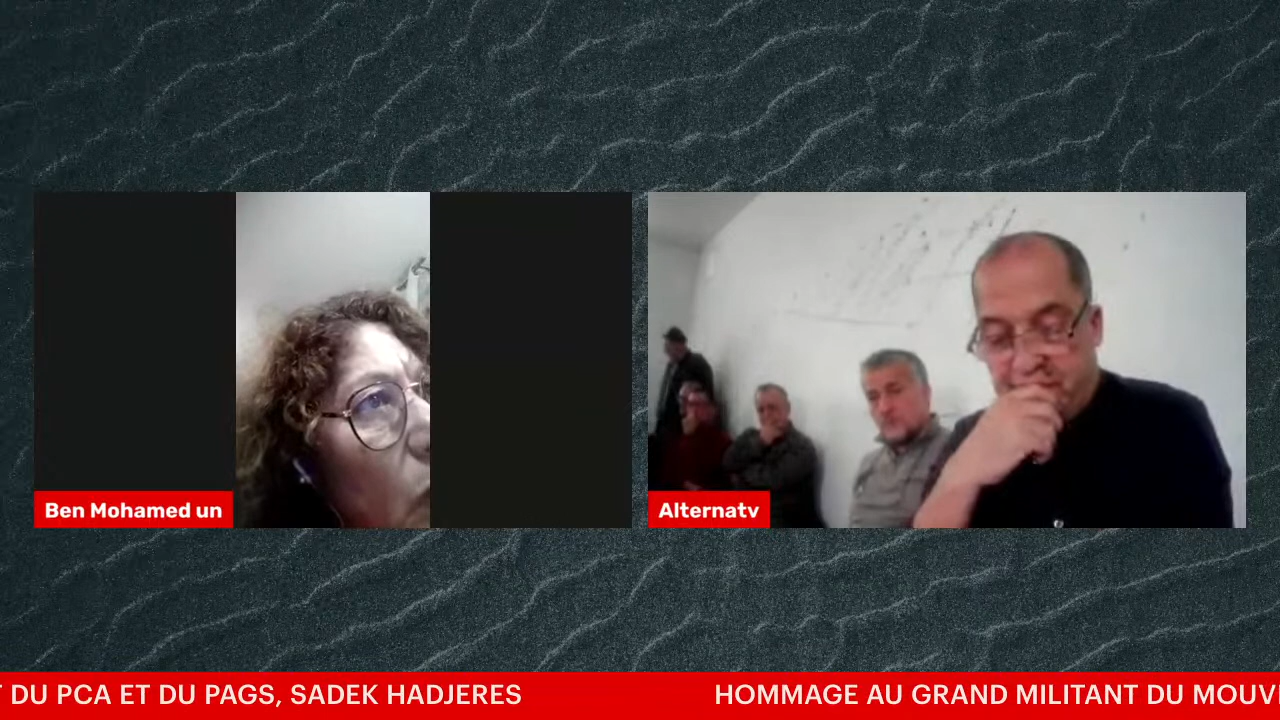 Ben Mohamed un
Alternatv
DU PCA ET DU PAGS, SADEK HADJERES
HOMMAGE AU GRAND MILITANT DU MOUV